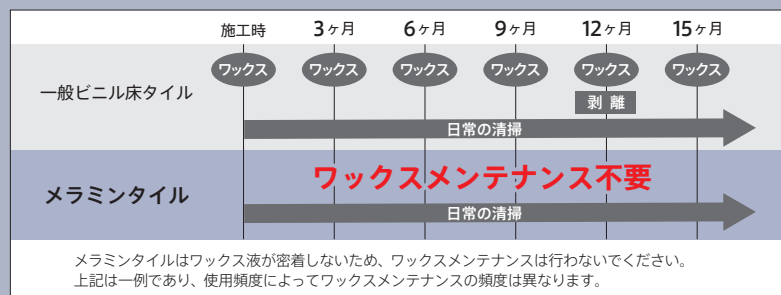 施工時 3ヶ月 6ヶ月 9ヶ月 12ヶ月 15ヶ月
一般ビニル床タイル
ワックス ワックス ワックス ワックス ワックス ワックス
剥 離
日常の清掃
メラミンタイル
ワックスメンテナンス不要
日常の清掃
メラミンタイルはワックス液が密着しないため、ワックスメンテナンスは行わないでください。
上記は一例であり、使用頻度によってワックスメンテナンスの頻度は異なります。